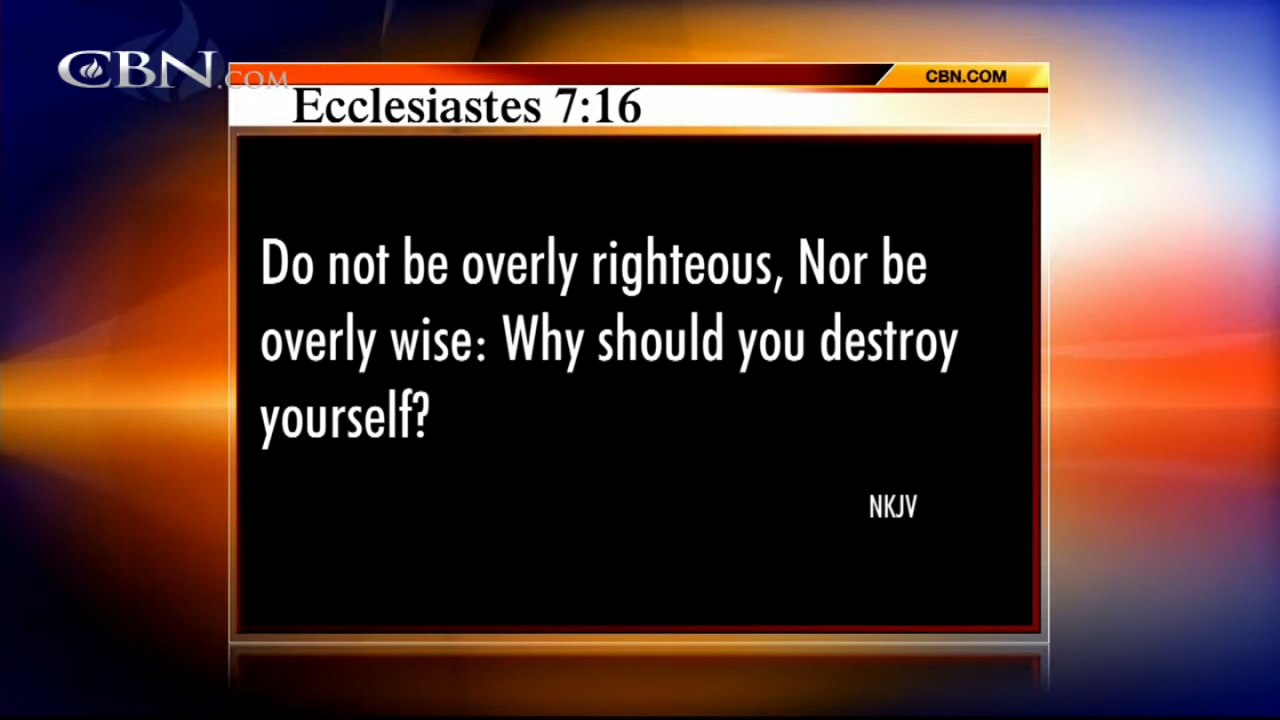 CBN.COM
CBN.COM
Ecclesiastes 7:16
Do not be overly righteous, Nor be
overly wise: Why should you destroy
yourself?
NKJV